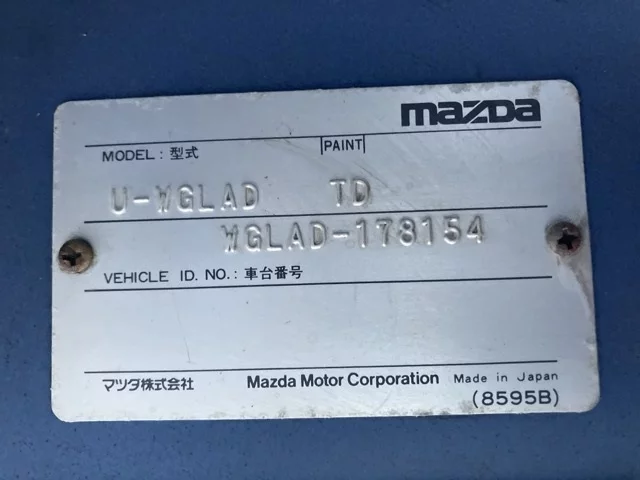 mazda
MODEL : 型式 |PAINT|
U-WGLAD TD
WGLAD-178154
VEHICLE ID. NO. : 車台番号
マツダ株式会社 Mazda Motor Corporation Made in Japan
(8595B)